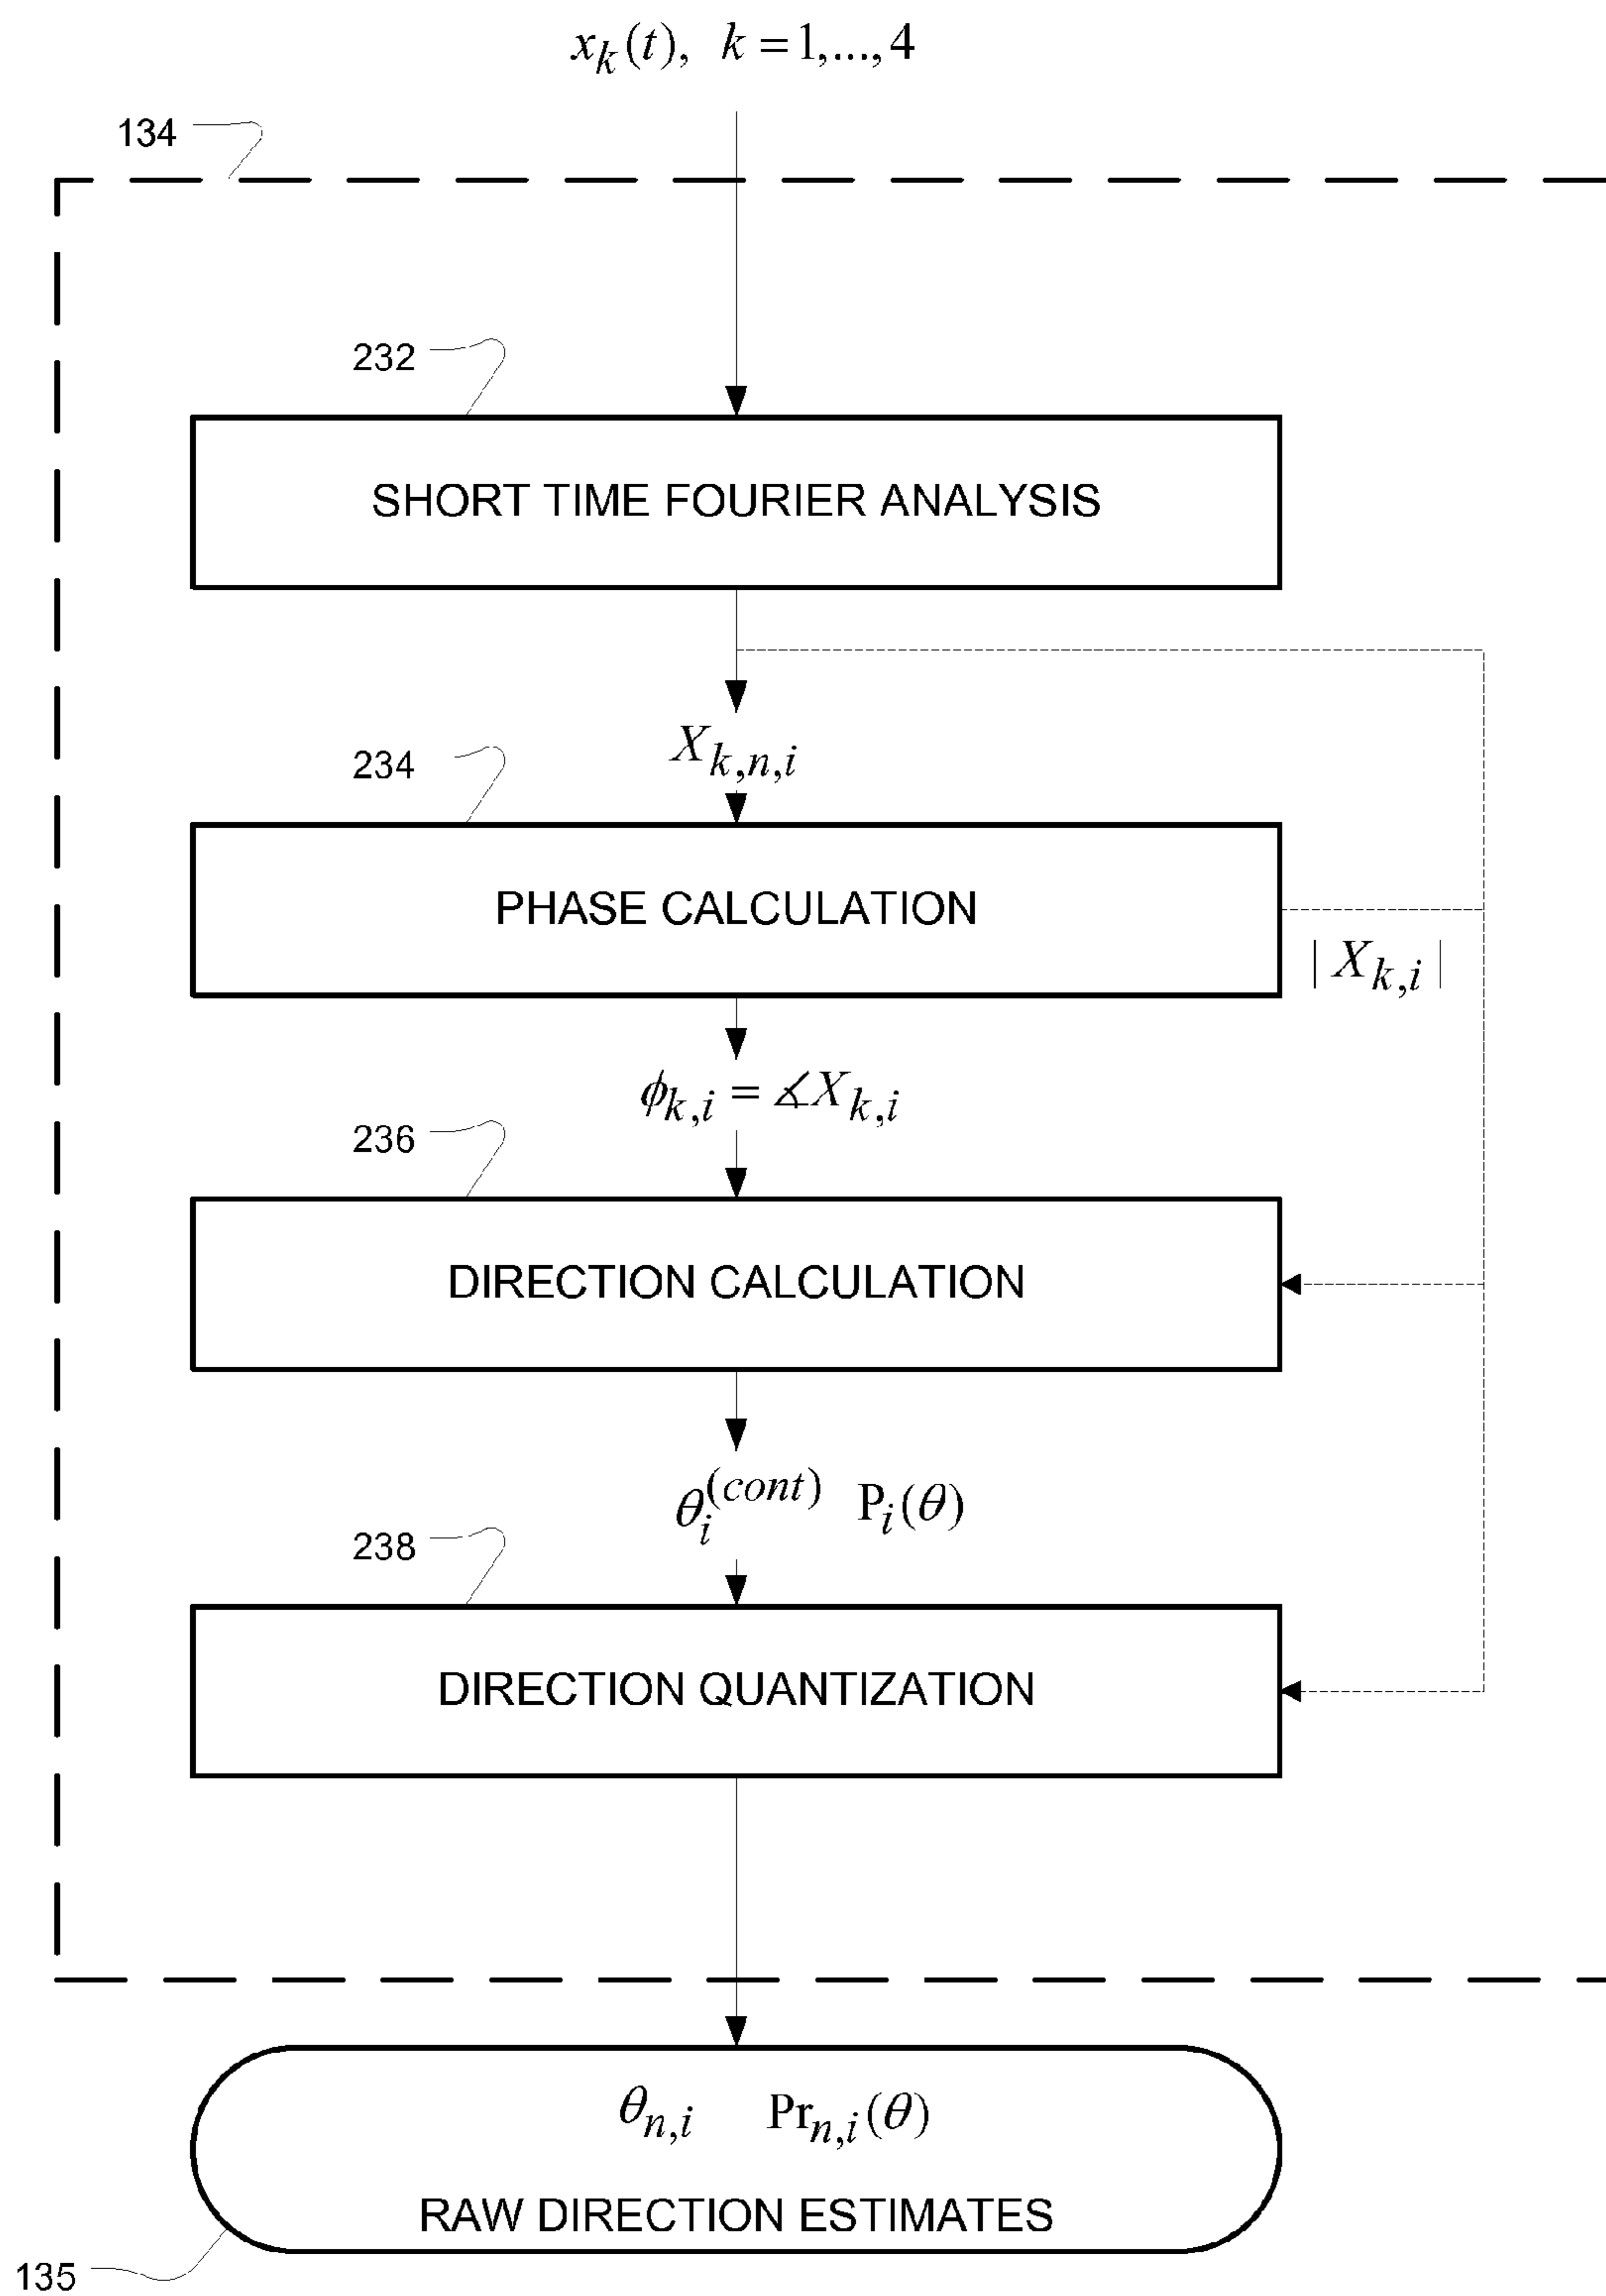 x_k(t), k = 1,...,4
134
232
SHORT TIME FOURIER ANALYSIS
X_{k,n,i}
234
PHASE CALCULATION
| X_{k,i} |
ϕ_{k,i} = ∡X_{k,i}
236
DIRECTION CALCULATION
θ_i^{(cont)} P_i(θ)
238
DIRECTION QUANTIZATION
θ_{n,i} Pr_{n,i}(θ)
RAW DIRECTION ESTIMATES
135